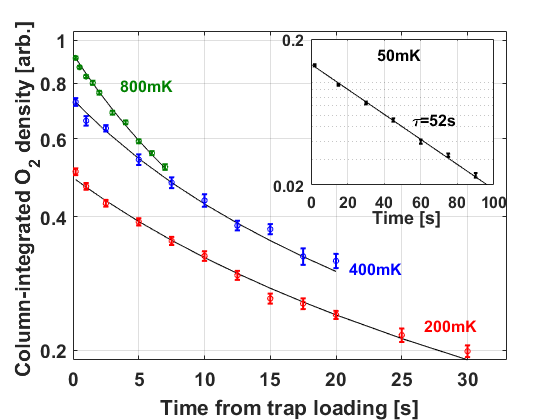 Column-integrated O2 density [arb.]
1
0.8
0.6
0.4
0.2
800mK
400mK
200mK
0 5 10 15 20 25 30
Time from trap loading [s]
0.2
0.02
50mK
τ=52s
0 20 40 60 80 100
Time [s]